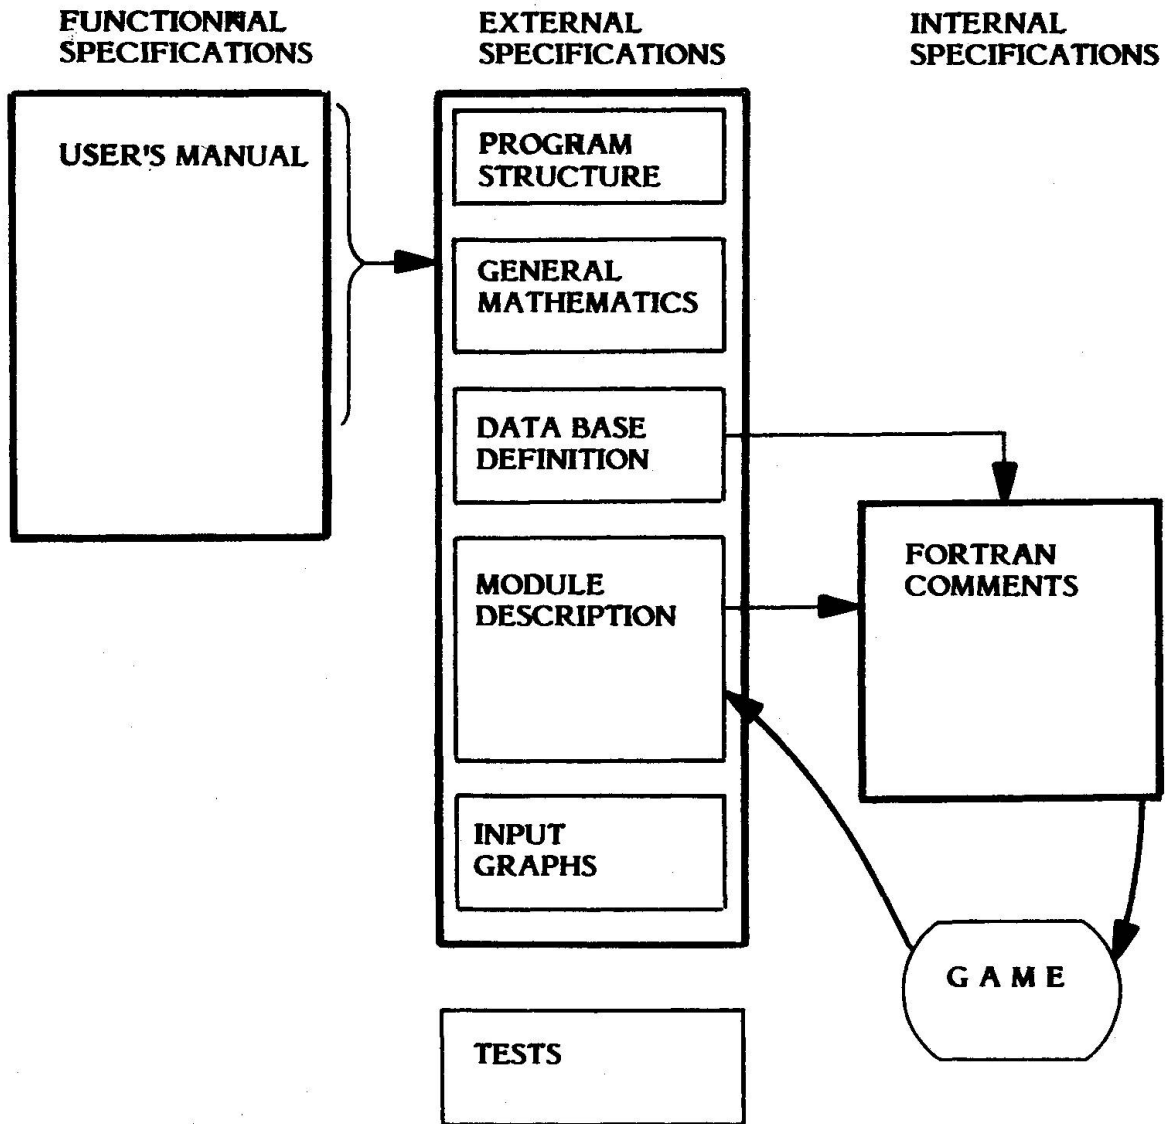 FUNCTIONNAL
SPECIFICATIONS
EXTERNAL
SPECIFICATIONS
INTERNAL
SPECIFICATIONS
USER'S MANUAL
PROGRAM
STRUCTURE
GENERAL
MATHEMATICS
DATA BASE
DEFINITION
MODULE
DESCRIPTION
INPUT
GRAPHS
FORTRAN
COMMENTS
G A M E
TESTS